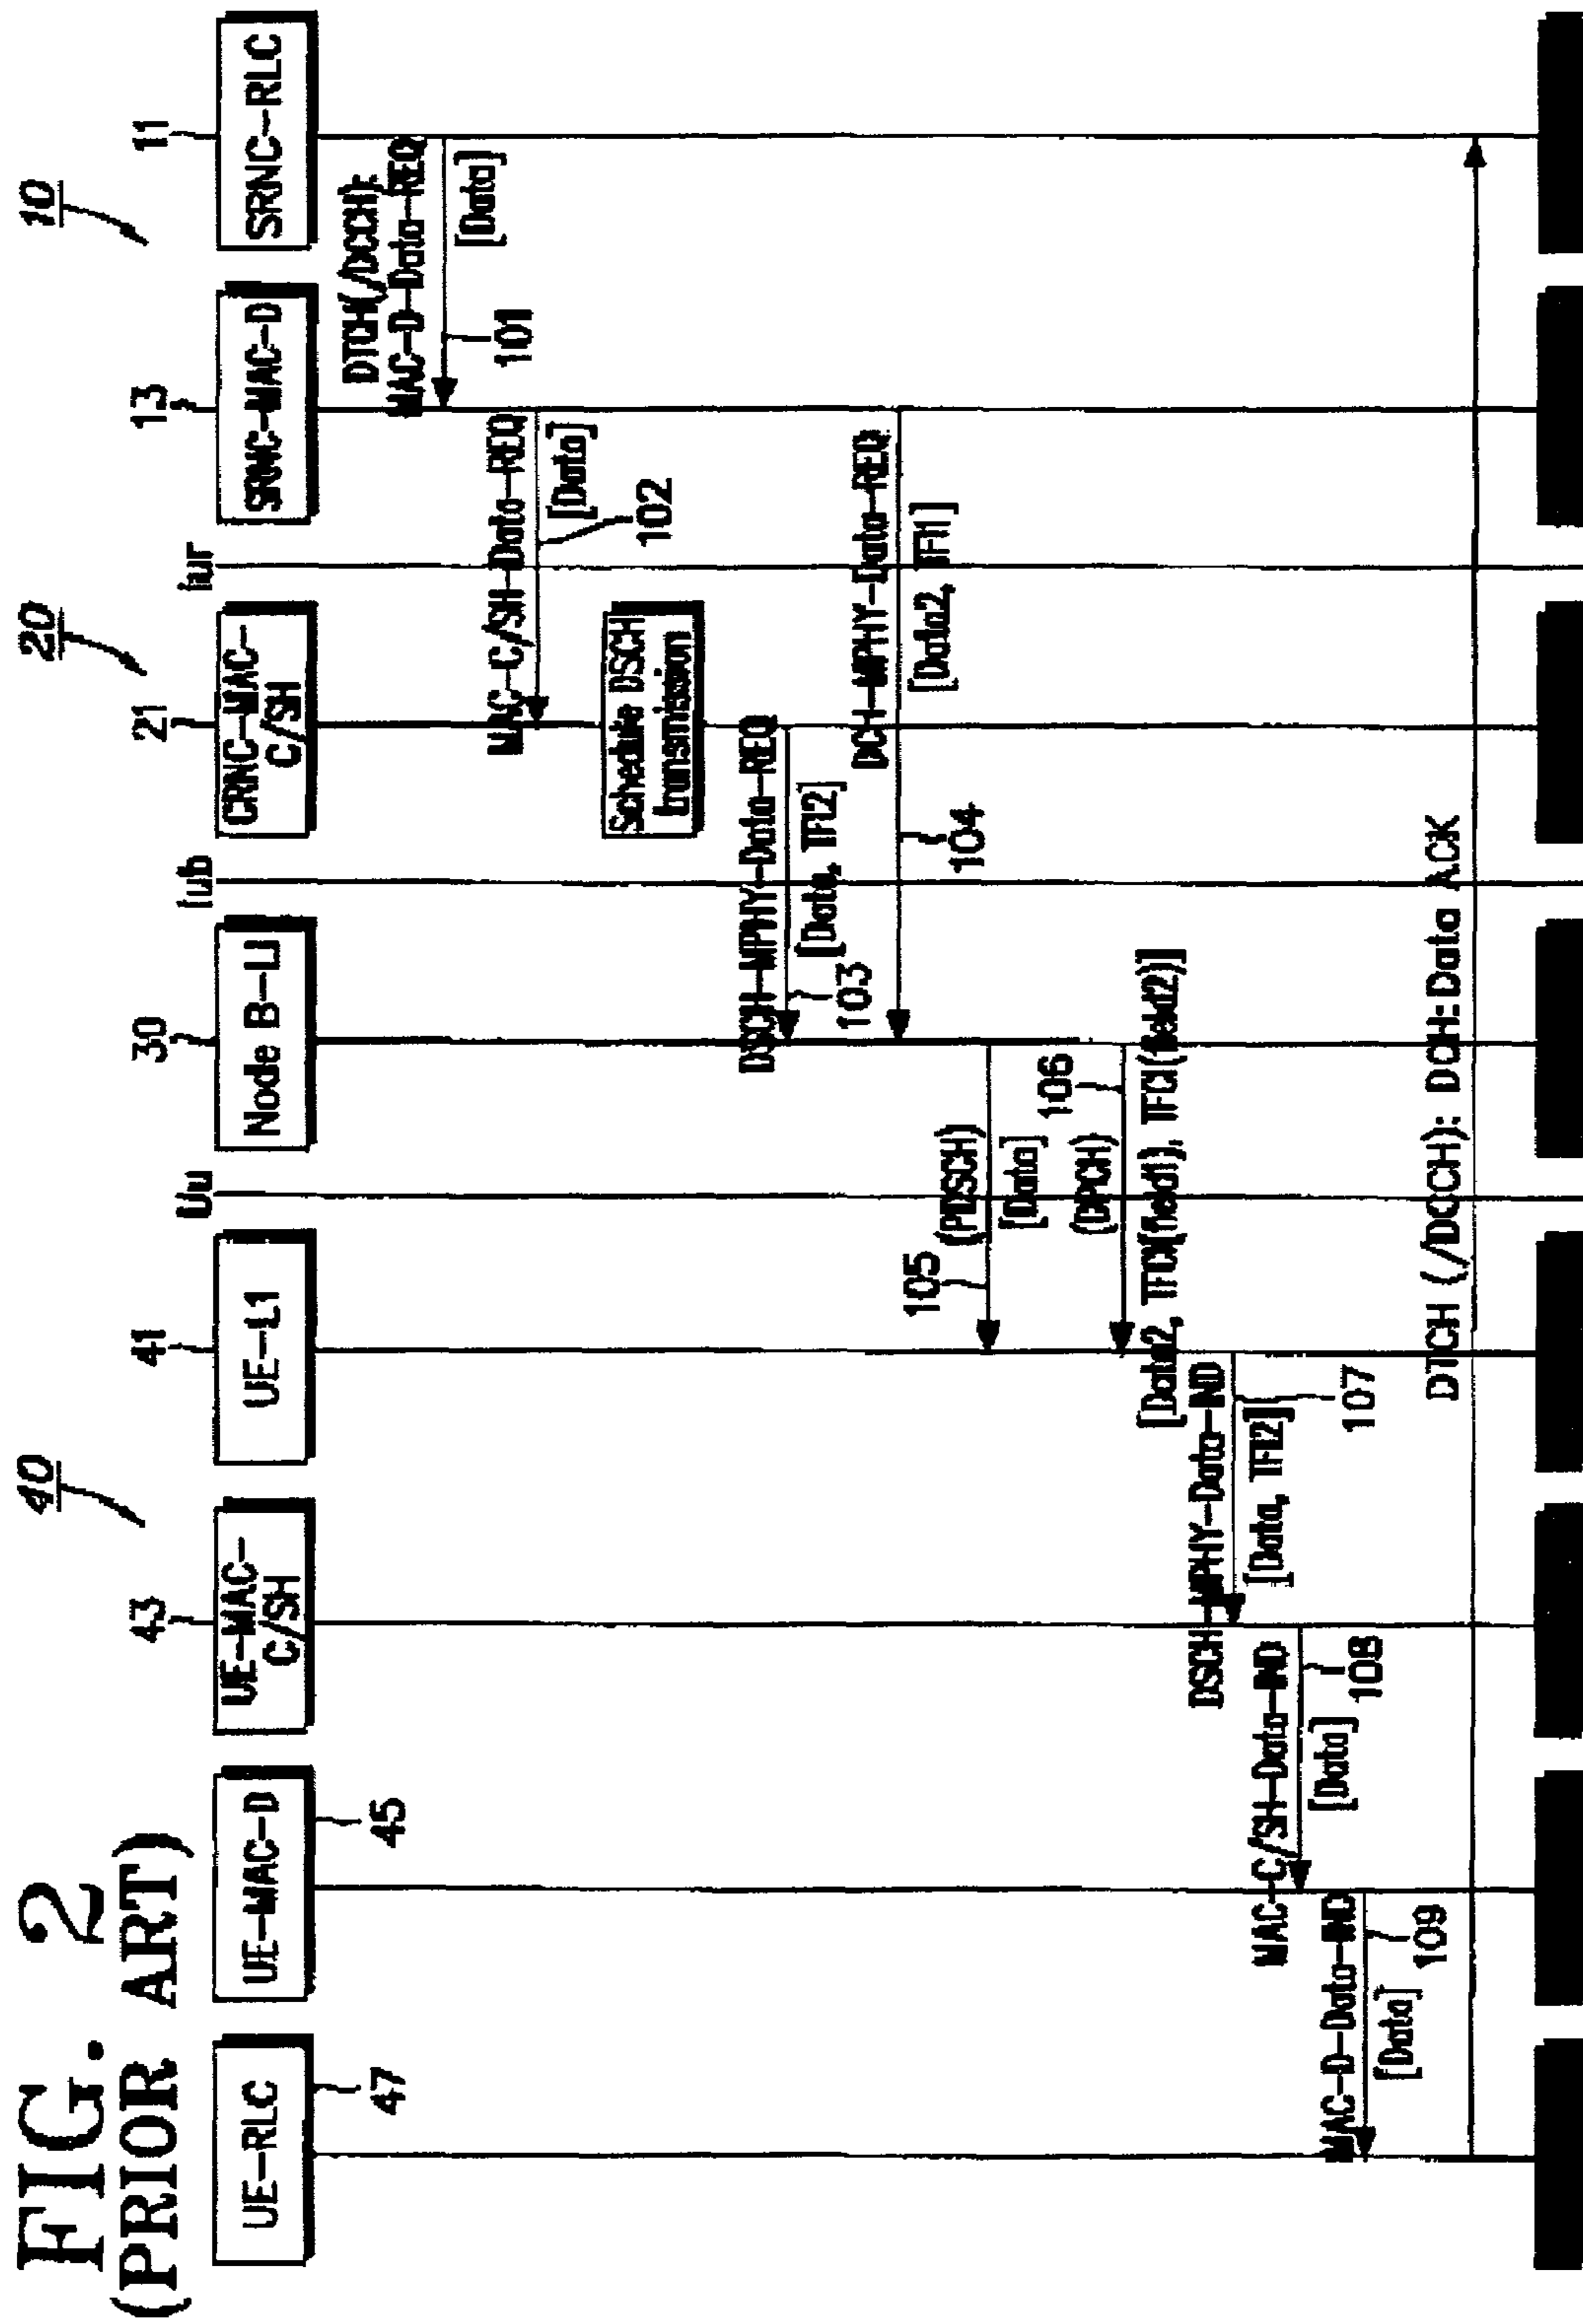 FIG. 2
(PRIOR ART)
40
20
10
47
45
43
41
30
21
13
11
UE-RLC
UE-MAC-D
UE-MAC-
C/SH
UE-L1
Uu
Node B-L1
Iub
CRNC-MAC-
C/SH
Iur
SRNC-MAC-D
SRNC-RLC
DTCH(/DCCH):
MAC-D-Data-REQ
[Data]
101
MAC-C/SH-Data-REQ
[Data]
102
Schedule DSCH
transmission
DSCH-MPHY-Data-REQ
[Data, TFI2]
103
DCH-MPHY-Data-REQ
[Data2, TFI1]
104
105
(PDSCH)
[Data]
106
(DPCH)
[Data2, TFCI(field1), TFCI(field2)]
DSCH-MPHY-Data-IND
[Data, TFI2]
107
MAC-C/SH-Data-IND
[Data]
108
MAC-D-Data-IND
[Data]
109
DTCH (/DCCH): DCH:Data ACK